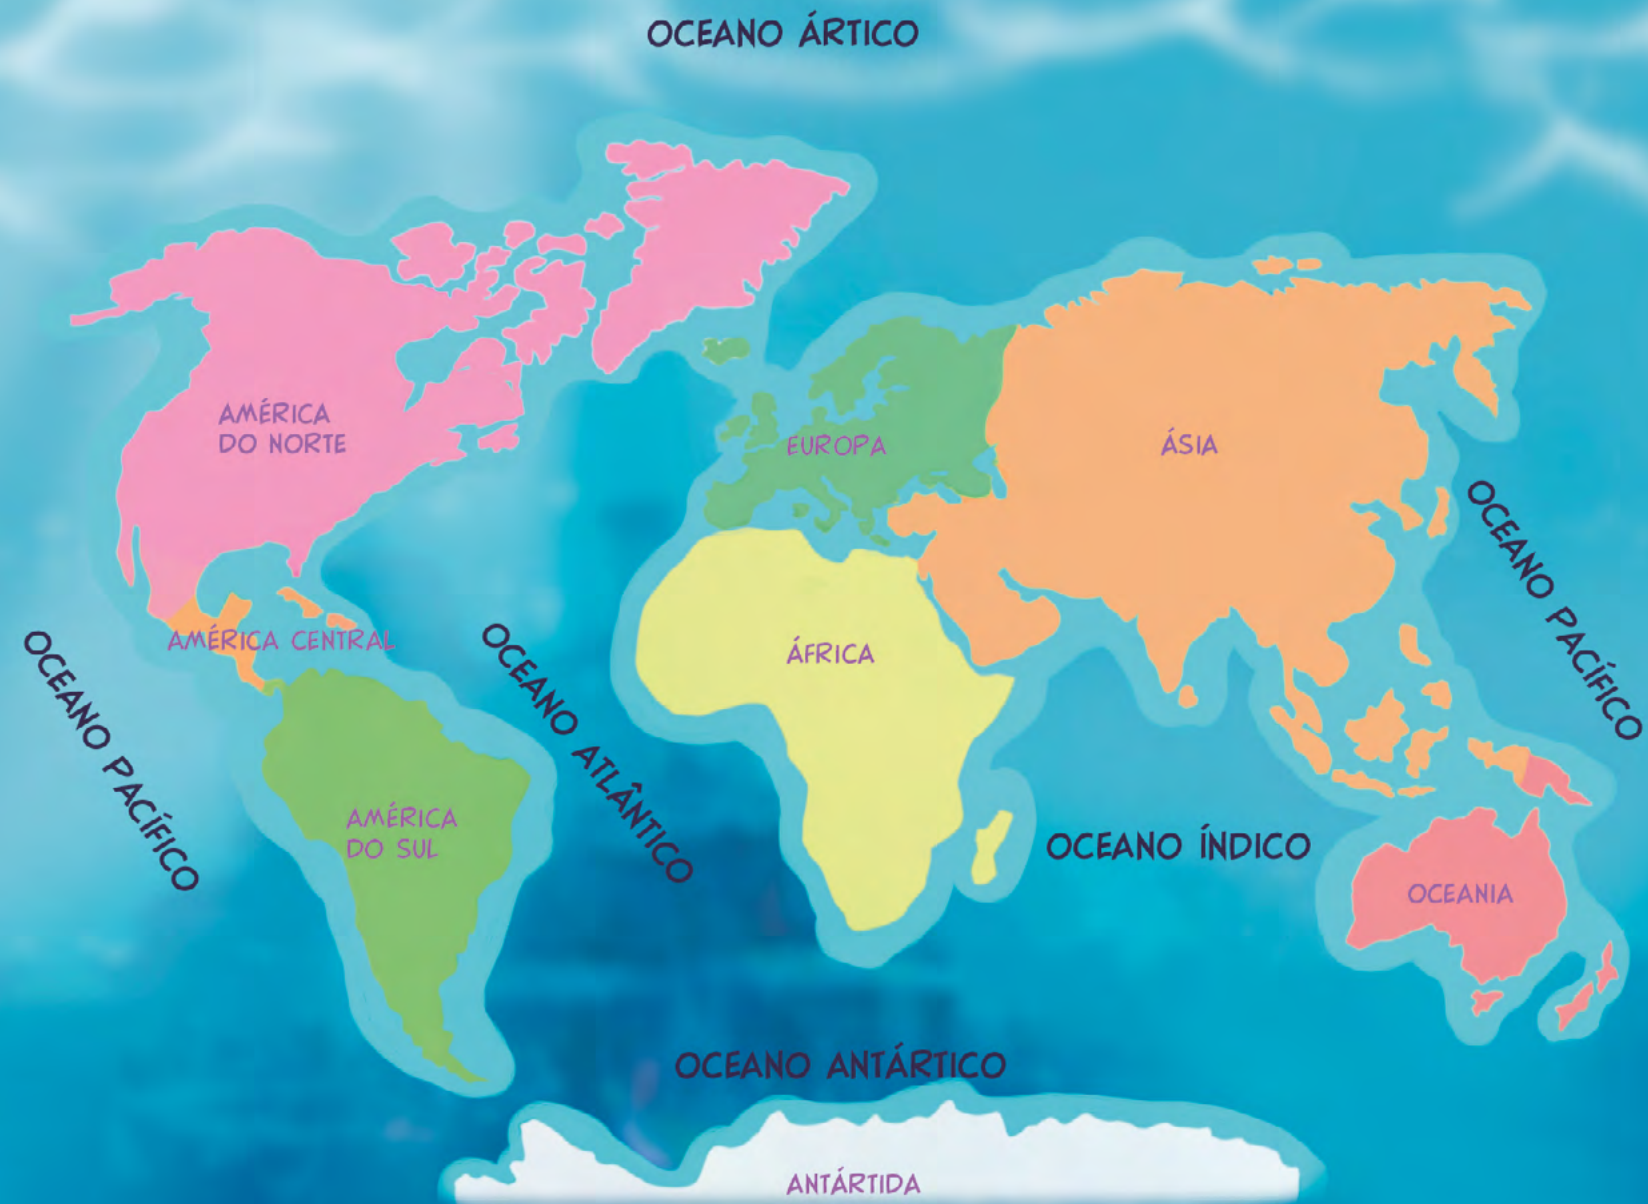 OCEANO ÁRTICO
AMÉRICA
DO NORTE
EUROPA
ÁSIA
OCEANO PACÍFICO
AMÉRICA CENTRAL
OCEANO PACÍFICO
OCEANO ATLÂNTICO
ÁFRICA
AMÉRICA
DO SUL
OCEANO ÍNDICO
OCEANIA
OCEANO ANTÁRTICO
ANTÁRTIDA